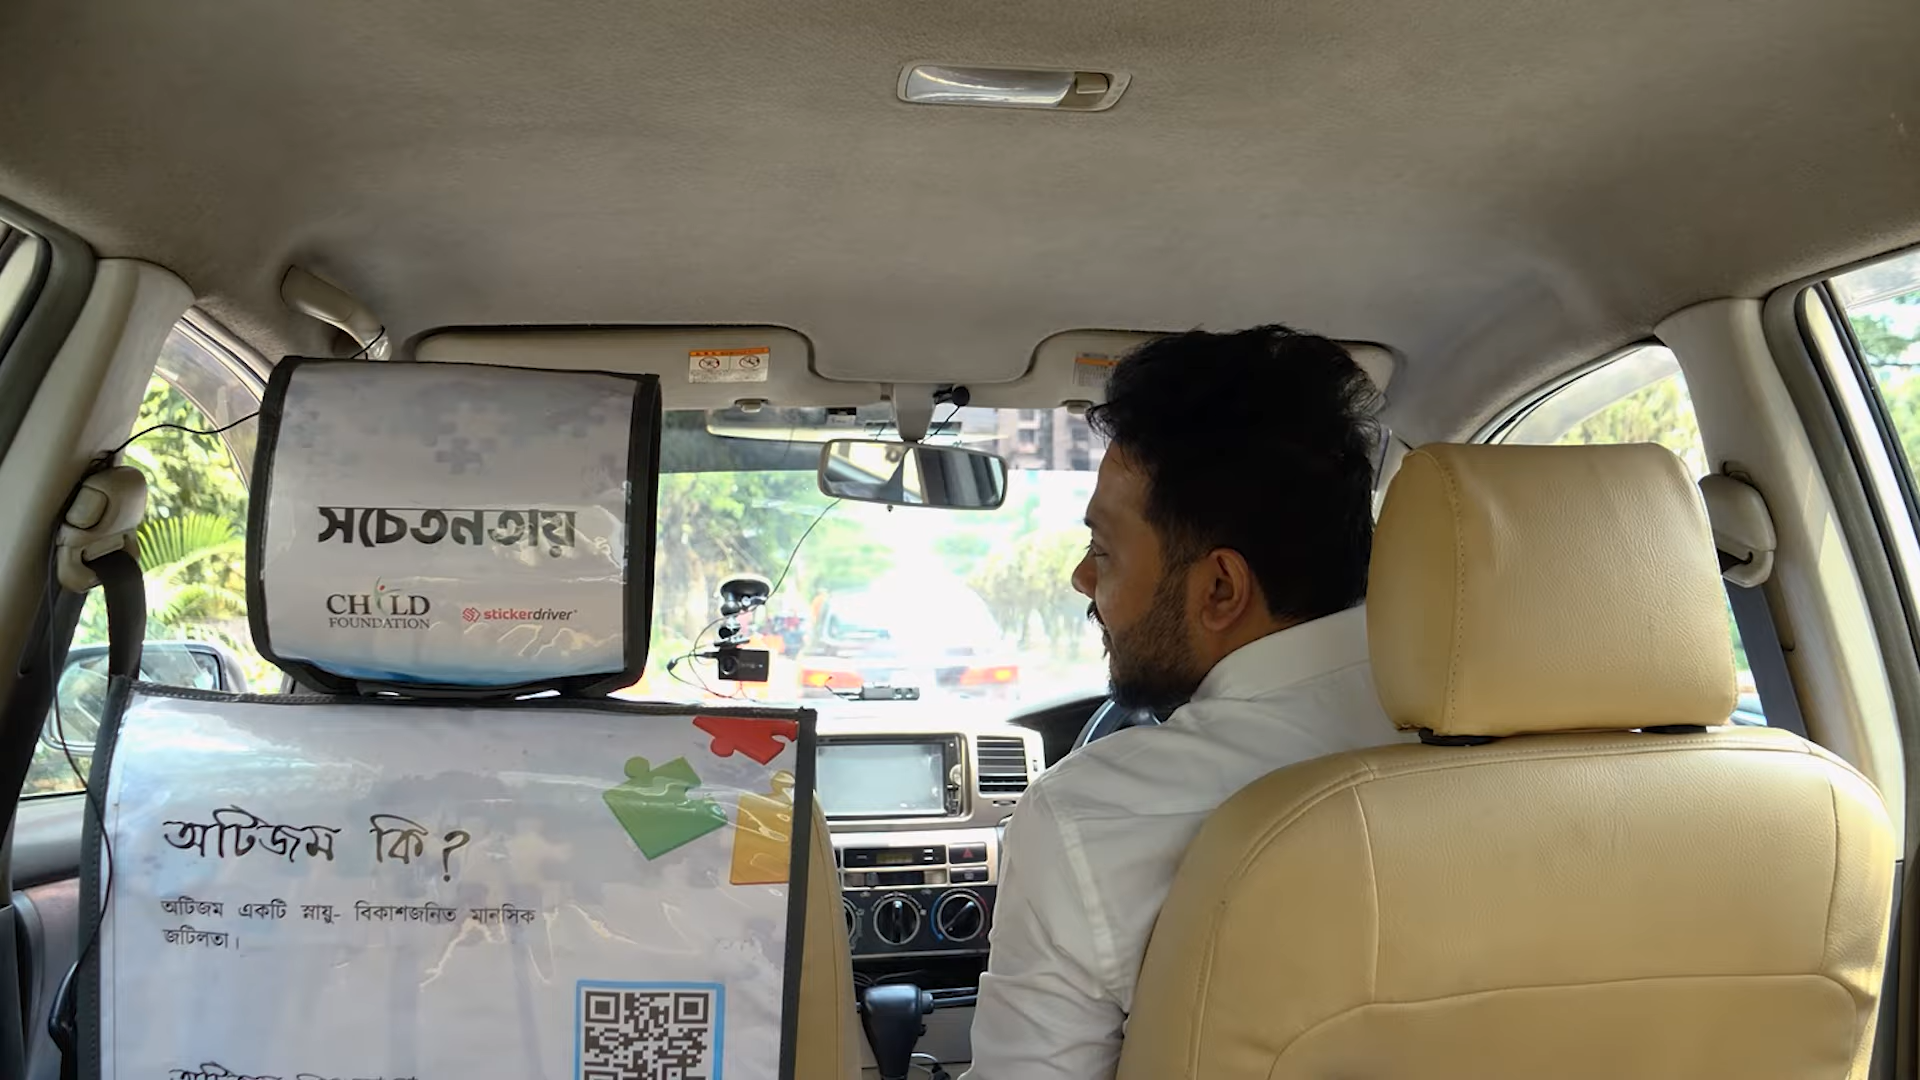 সচেতনতায়
CHILD
FOUNDATION
stickerdriver
অটিজম কি?
অটিজম একটি স্নায়ু- বিকাশজনিত মানসিক
জটিলতা।